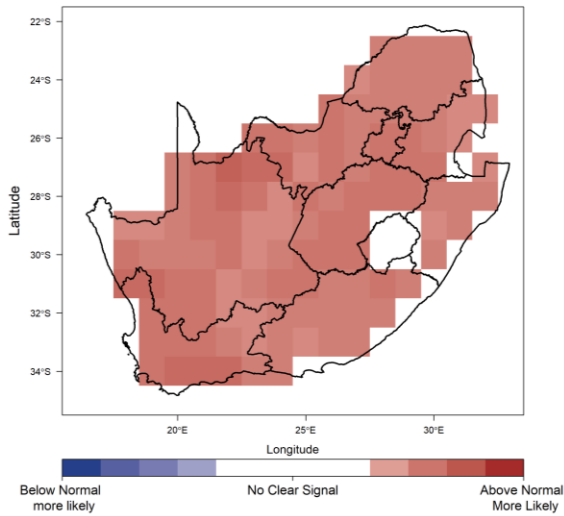 22°S
24°S
26°S
28°S
30°S
32°S
34°S
Latitude
20°E 25°E 30°E
Longitude
Below Normal No Clear Signal Above Normal
more likely More Likely